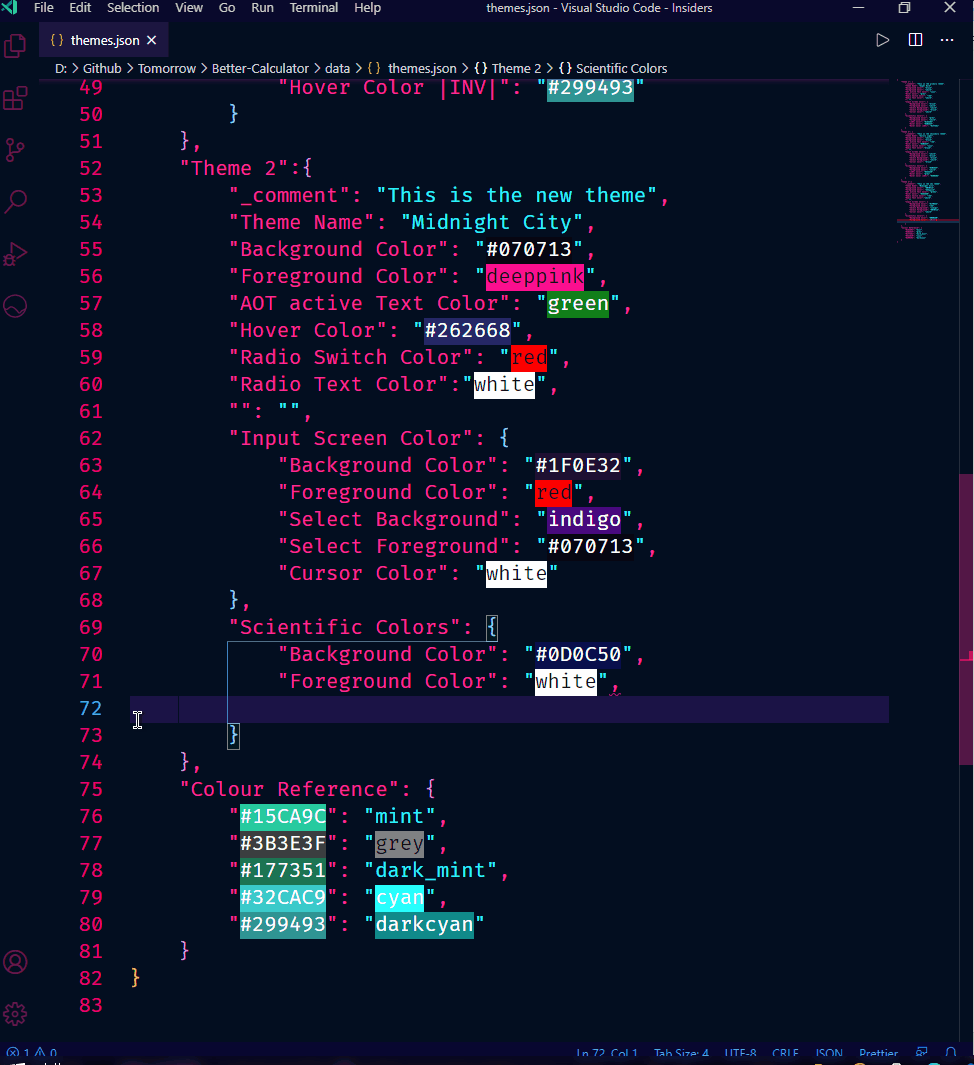 File Edit Selection View Go Run Terminal Help themes.json - Visual Studio Code - Insiders
{} themes.json ×
D: > Github > Tomorrow > Better-Calculator > data > {} themes.json > {} Theme 2 > {} Scientific Colors
49 "Hover Color |INV|": "#299493"
50 }
51 },
52 "Theme 2":{
53 "_comment": "This is the new theme",
54 "Theme Name": "Midnight City",
55 "Background Color": "#070713",
56 "Foreground Color": "deeppink",
57 "AOT active Text Color": "green",
58 "Hover Color": "#262668",
59 "Radio Switch Color": "red",
60 "Radio Text Color":"white",
61 "": "",
62 "Input Screen Color": {
63 "Background Color": "#1F0E32",
64 "Foreground Color": "red",
65 "Select Background": "indigo",
66 "Select Foreground": "#070713",
67 "Cursor Color": "white"
68 },
69 "Scientific Colors": {
70 "Background Color": "#0D0C50",
71 "Foreground Color": "white",
72
73 }
74 },
75 "Colour Reference": {
76 "#15CA9C": "mint",
77 "#3B3E3F": "grey",
78 "#177351": "dark_mint",
79 "#32CAC9": "cyan",
80 "#299493": "darkcyan"
81 }
82 }
83
1 0 Ln 72, Col 1 Tab Size: 4 UTF-8 CRLF JSON Prettier